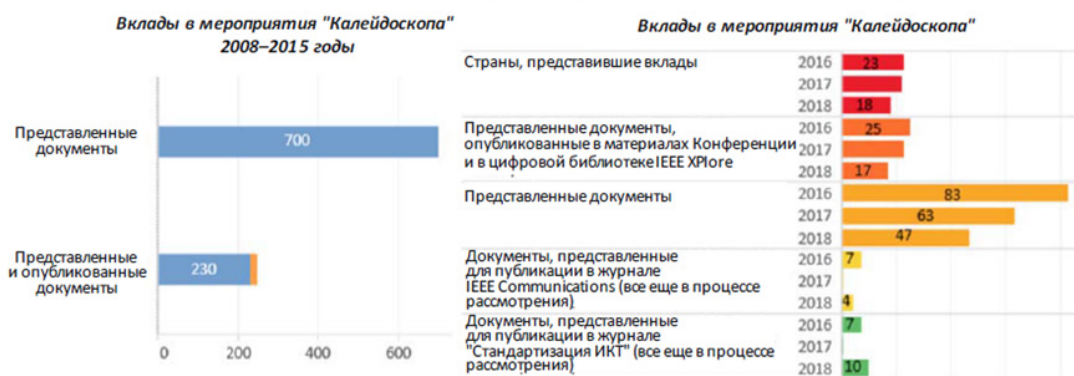 Вклады в мероприятия "Калейдоскопа"
2008–2015 годы
Представленные
документы
700
Представленные
и опубликованные
документы
230
0
200
400
600
Вклады в мероприятия "Калейдоскопа"
Страны, представившие вклады
2016
23
2017
2018
18
Представленные документы,
опубликованные в материалах Конференции
и в цифровой библиотеке IEEE XPlore
2016
25
2017
2018
17
Представленные документы
2016
83
2017
63
2018
47
Документы, представленные
для публикации в журнале
IEEE Communications (все еще в процессе
рассмотрения)
2016
7
2017
2018
4
Документы, представленные
для публикации в журнале
"Стандартизация ИКТ" (все еще в процессе
рассмотрения)
2016
7
2017
2018
10